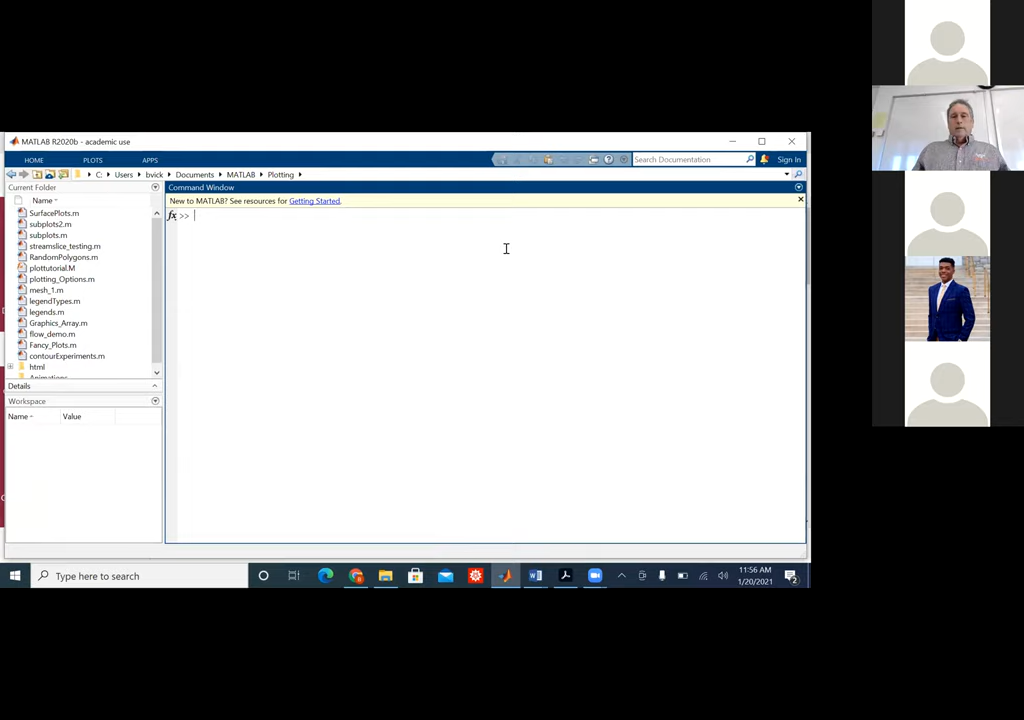 MATLAB R2020b - academic use
HOME PLOTS APPS Search Documentation Sign In
C: Users bvick Documents MATLAB Plotting
Current Folder
Name
SurfacePlots.m
subplots2.m
subplots.m
streamslice_testing.m
RandomPolygons.m
plottutorial.M
plotting_Options.m
mesh_1.m
legendTypes.m
legends.m
Graphics_Array.m
flow_demo.m
Fancy_Plots.m
contourExperiments.m
html
Animations
Details
Workspace
Name Value
Command Window
New to MATLAB? See resources for Getting Started.
fx >>
Type here to search
11:56 AM
1/20/2021
2